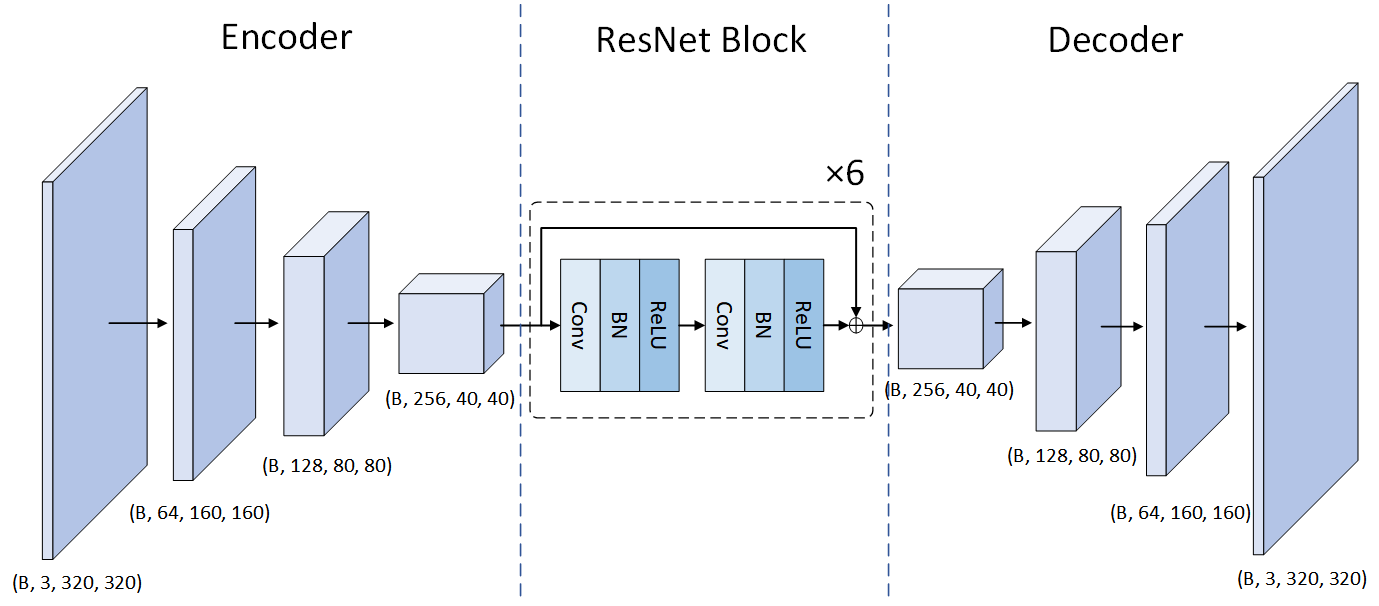 Encoder
ResNet Block
Decoder
×6
Conv
BN
ReLU
Conv
BN
ReLU
(B, 3, 320, 320)
(B, 64, 160, 160)
(B, 128, 80, 80)
(B, 256, 40, 40)
(B, 256, 40, 40)
(B, 128, 80, 80)
(B, 64, 160, 160)
(B, 3, 320, 320)